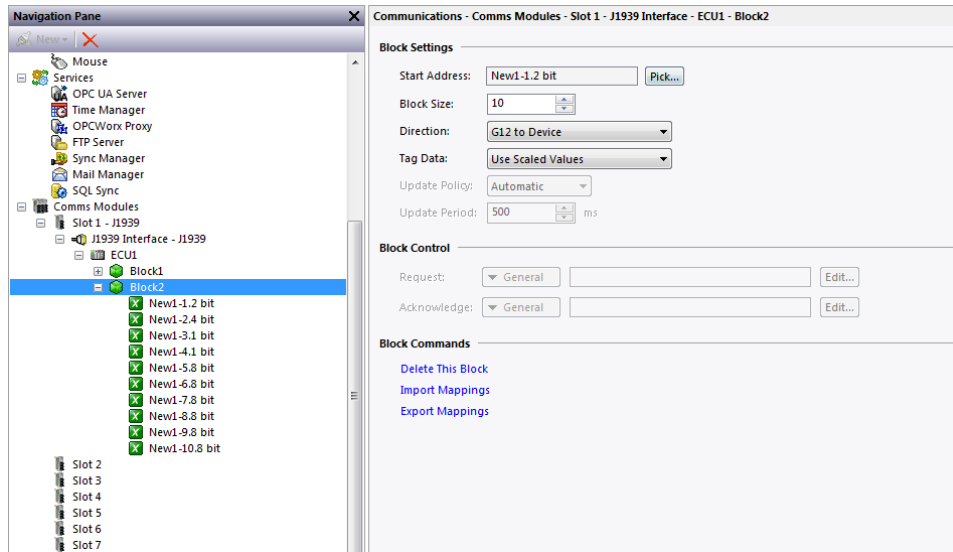 Navigation Pane
New
Mouse
Services
OPC UA Server
Time Manager
OPCWorx Proxy
FTP Server
Sync Manager
Mail Manager
SQL Sync
Comms Modules
Slot 1 - J1939
J1939 Interface - J1939
ECU1
Block1
Block2
New1-1.2 bit
New1-2.4 bit
New1-3.1 bit
New1-4.1 bit
New1-5.8 bit
New1-6.8 bit
New1-7.8 bit
New1-8.8 bit
New1-9.8 bit
New1-10.8 bit
Slot 2
Slot 3
Slot 4
Slot 5
Slot 6
Slot 7
Communications - Comms Modules - Slot 1 - J1939 Interface - ECU1 - Block2
Block Settings
Start Address: New1-1.2 bit Pick...
Block Size: 10
Direction: G12 to Device
Tag Data: Use Scaled Values
Update Policy: Automatic
Update Period: 500 ms
Block Control
Request: General Edit...
Acknowledge: General Edit...
Block Commands
Delete This Block
Import Mappings
Export Mappings